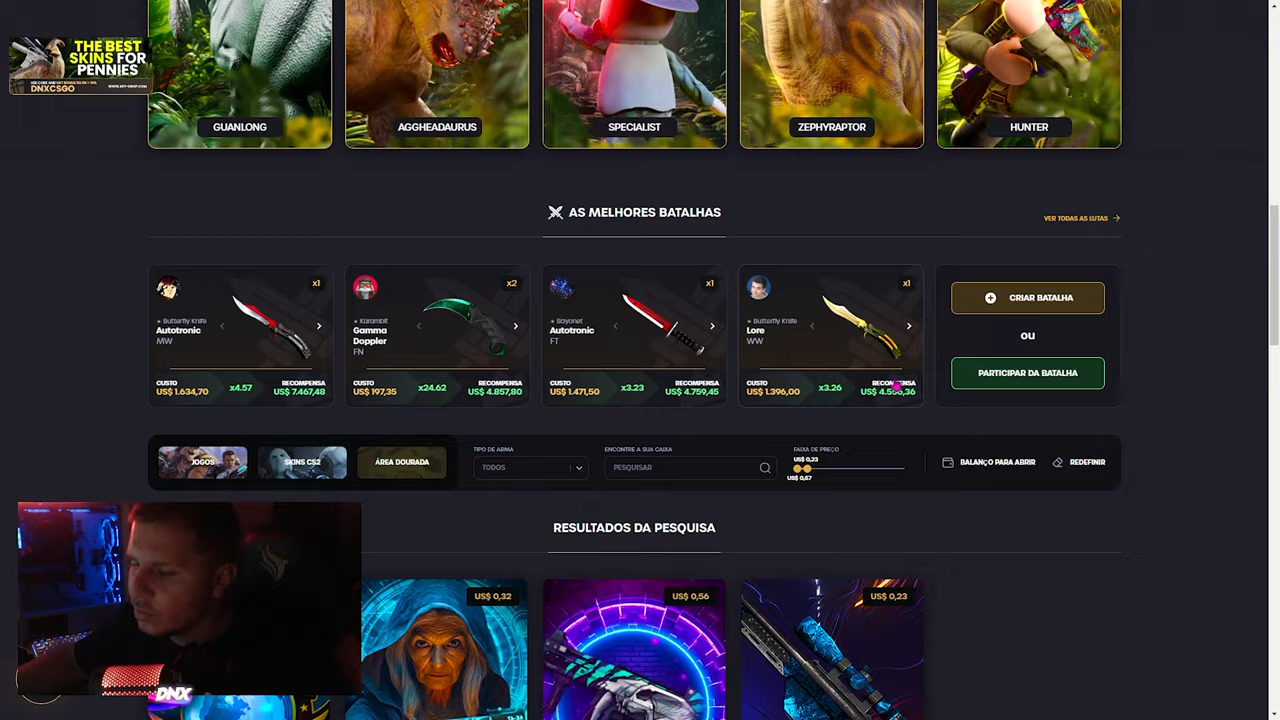 THE BEST
SKINS FOR
PENNIES
DNXCSGO
GUANLONG
AGGHEADAURUS
SPECIALIST
ZEPHYRAPTOR
HUNTER
AS MELHORES BATALHAS
VER TODAS AS LUTAS
x1
★ Butterfly Knife
Autotronic
MW
CUSTO
US$ 1.634,70
x4.57
RECOMPENSA
US$ 7.467,48
x2
★ Karambit
Gamma
Doppler
FN
CUSTO
US$ 197,35
x24.62
RECOMPENSA
US$ 4.857,80
x1
★ Bayonet
Autotronic
FT
CUSTO
US$ 1.471,50
x3.23
RECOMPENSA
US$ 4.759,45
x1
★ Butterfly Knife
Lore
WW
CUSTO
US$ 1.396,00
x3.26
CRIAR BATALHA
OU
PARTICIPAR DA BATALHA
JOGOS
SKINS CS2
ÁREA DOURADA
TIPO DE ARMA
TODOS
ENCONTRE A SUA CAIXA
PESQUISAR
FAIXA DE PREÇO
US$ 0,23
US$ 0,57
BALANÇO PARA ABRIR
REDEFINIR
RESULTADOS DA PESQUISA
US$ 0,32
US$ 0,56
US$ 0,23
DNX